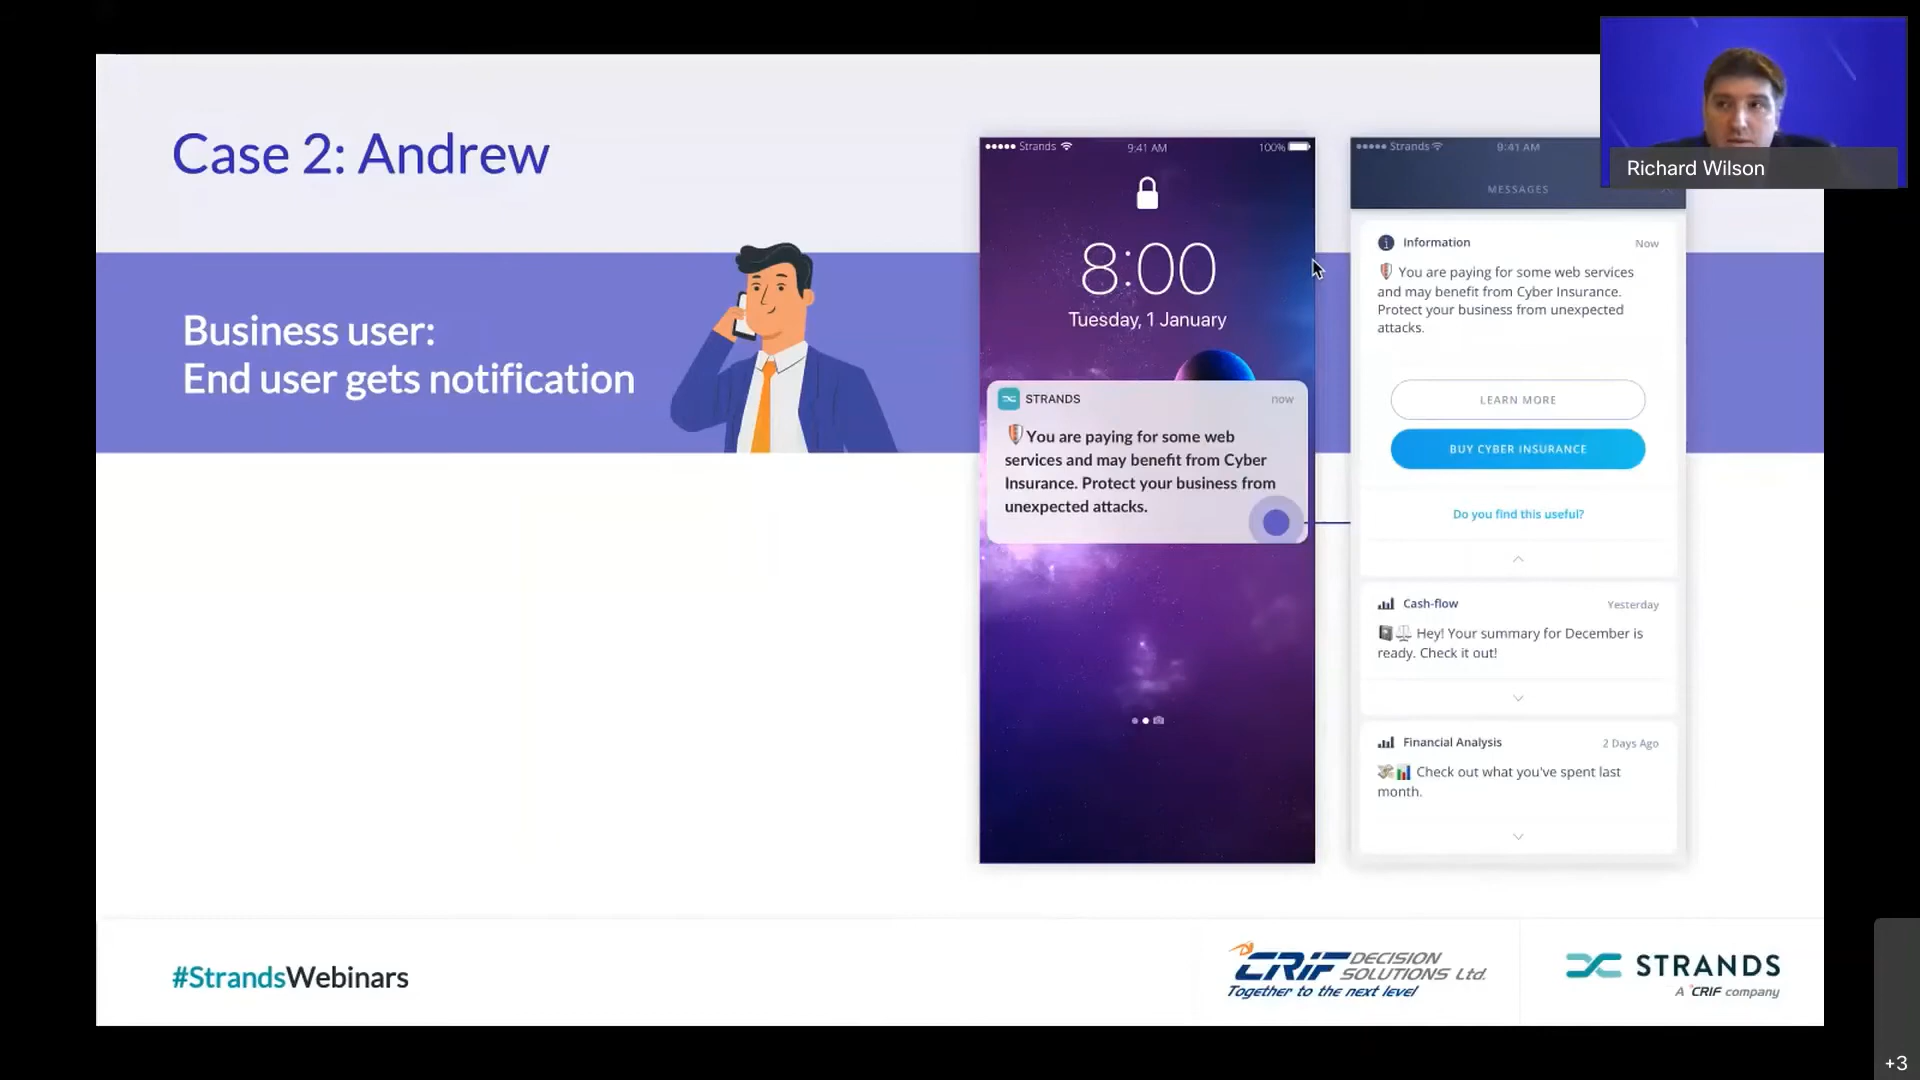 Case 2: Andrew
Business user:
End user gets notification
Strands
9:41 AM
100%
8:00
Tuesday, 1 January
STRANDS
now
You are paying for some web
services and may benefit from Cyber
Insurance. Protect your business from
unexpected attacks.
Strands
9:41 AM
MESSAGES
Information
Now
You are paying for some web services
and may benefit from Cyber Insurance.
Protect your business from unexpected
attacks.
LEARN MORE
BUY CYBER INSURANCE
Do you find this useful?
Cash-flow
Yesterday
Hey! Your summary for December is
ready. Check it out!
Financial Analysis
2 Days Ago
Check out what you've spent last
month.
Richard Wilson
#StrandsWebinars
CRIF DECISION
SOLUTIONS Ltd.
Together to the next level
STRANDS
A CRIF company
+3